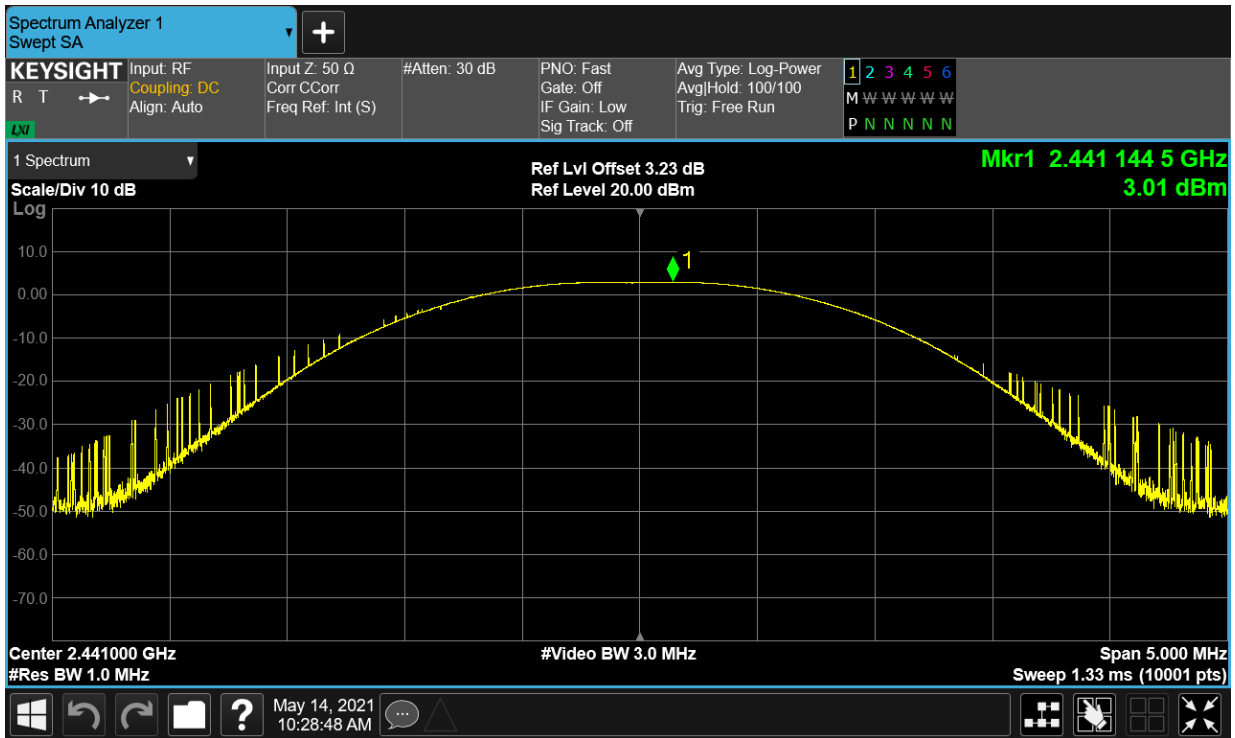 Spectrum Analyzer 1
Swept SA
KEYSIGHT
R T
LXI
Input: RF
Coupling: DC
Align: Auto
Input Z: 50 Ω
Corr CCorr
Freq Ref: Int (S)
#Atten: 30 dB
PNO: Fast
Gate: Off
IF Gain: Low
Sig Track: Off
Avg Type: Log-Power
Avg|Hold: 100/100
Trig: Free Run
1 2 3 4 5 6
M W W W W W
P N N N N N N
1 Spectrum
Scale/Div 10 dB
Log
Ref Lvl Offset 3.23 dB
Ref Level 20.00 dBm
Mkr1 2.441 144 5 GHz
3.01 dBm
1
10.0
0.00
-10.0
-20.0
-30.0
-40.0
-50.0
-60.0
-70.0
Center 2.441000 GHz
#Res BW 1.0 MHz
#Video BW 3.0 MHz
Span 5.000 MHz
Sweep 1.33 ms (10001 pts)
?
May 14, 2021
10:28:48 AM